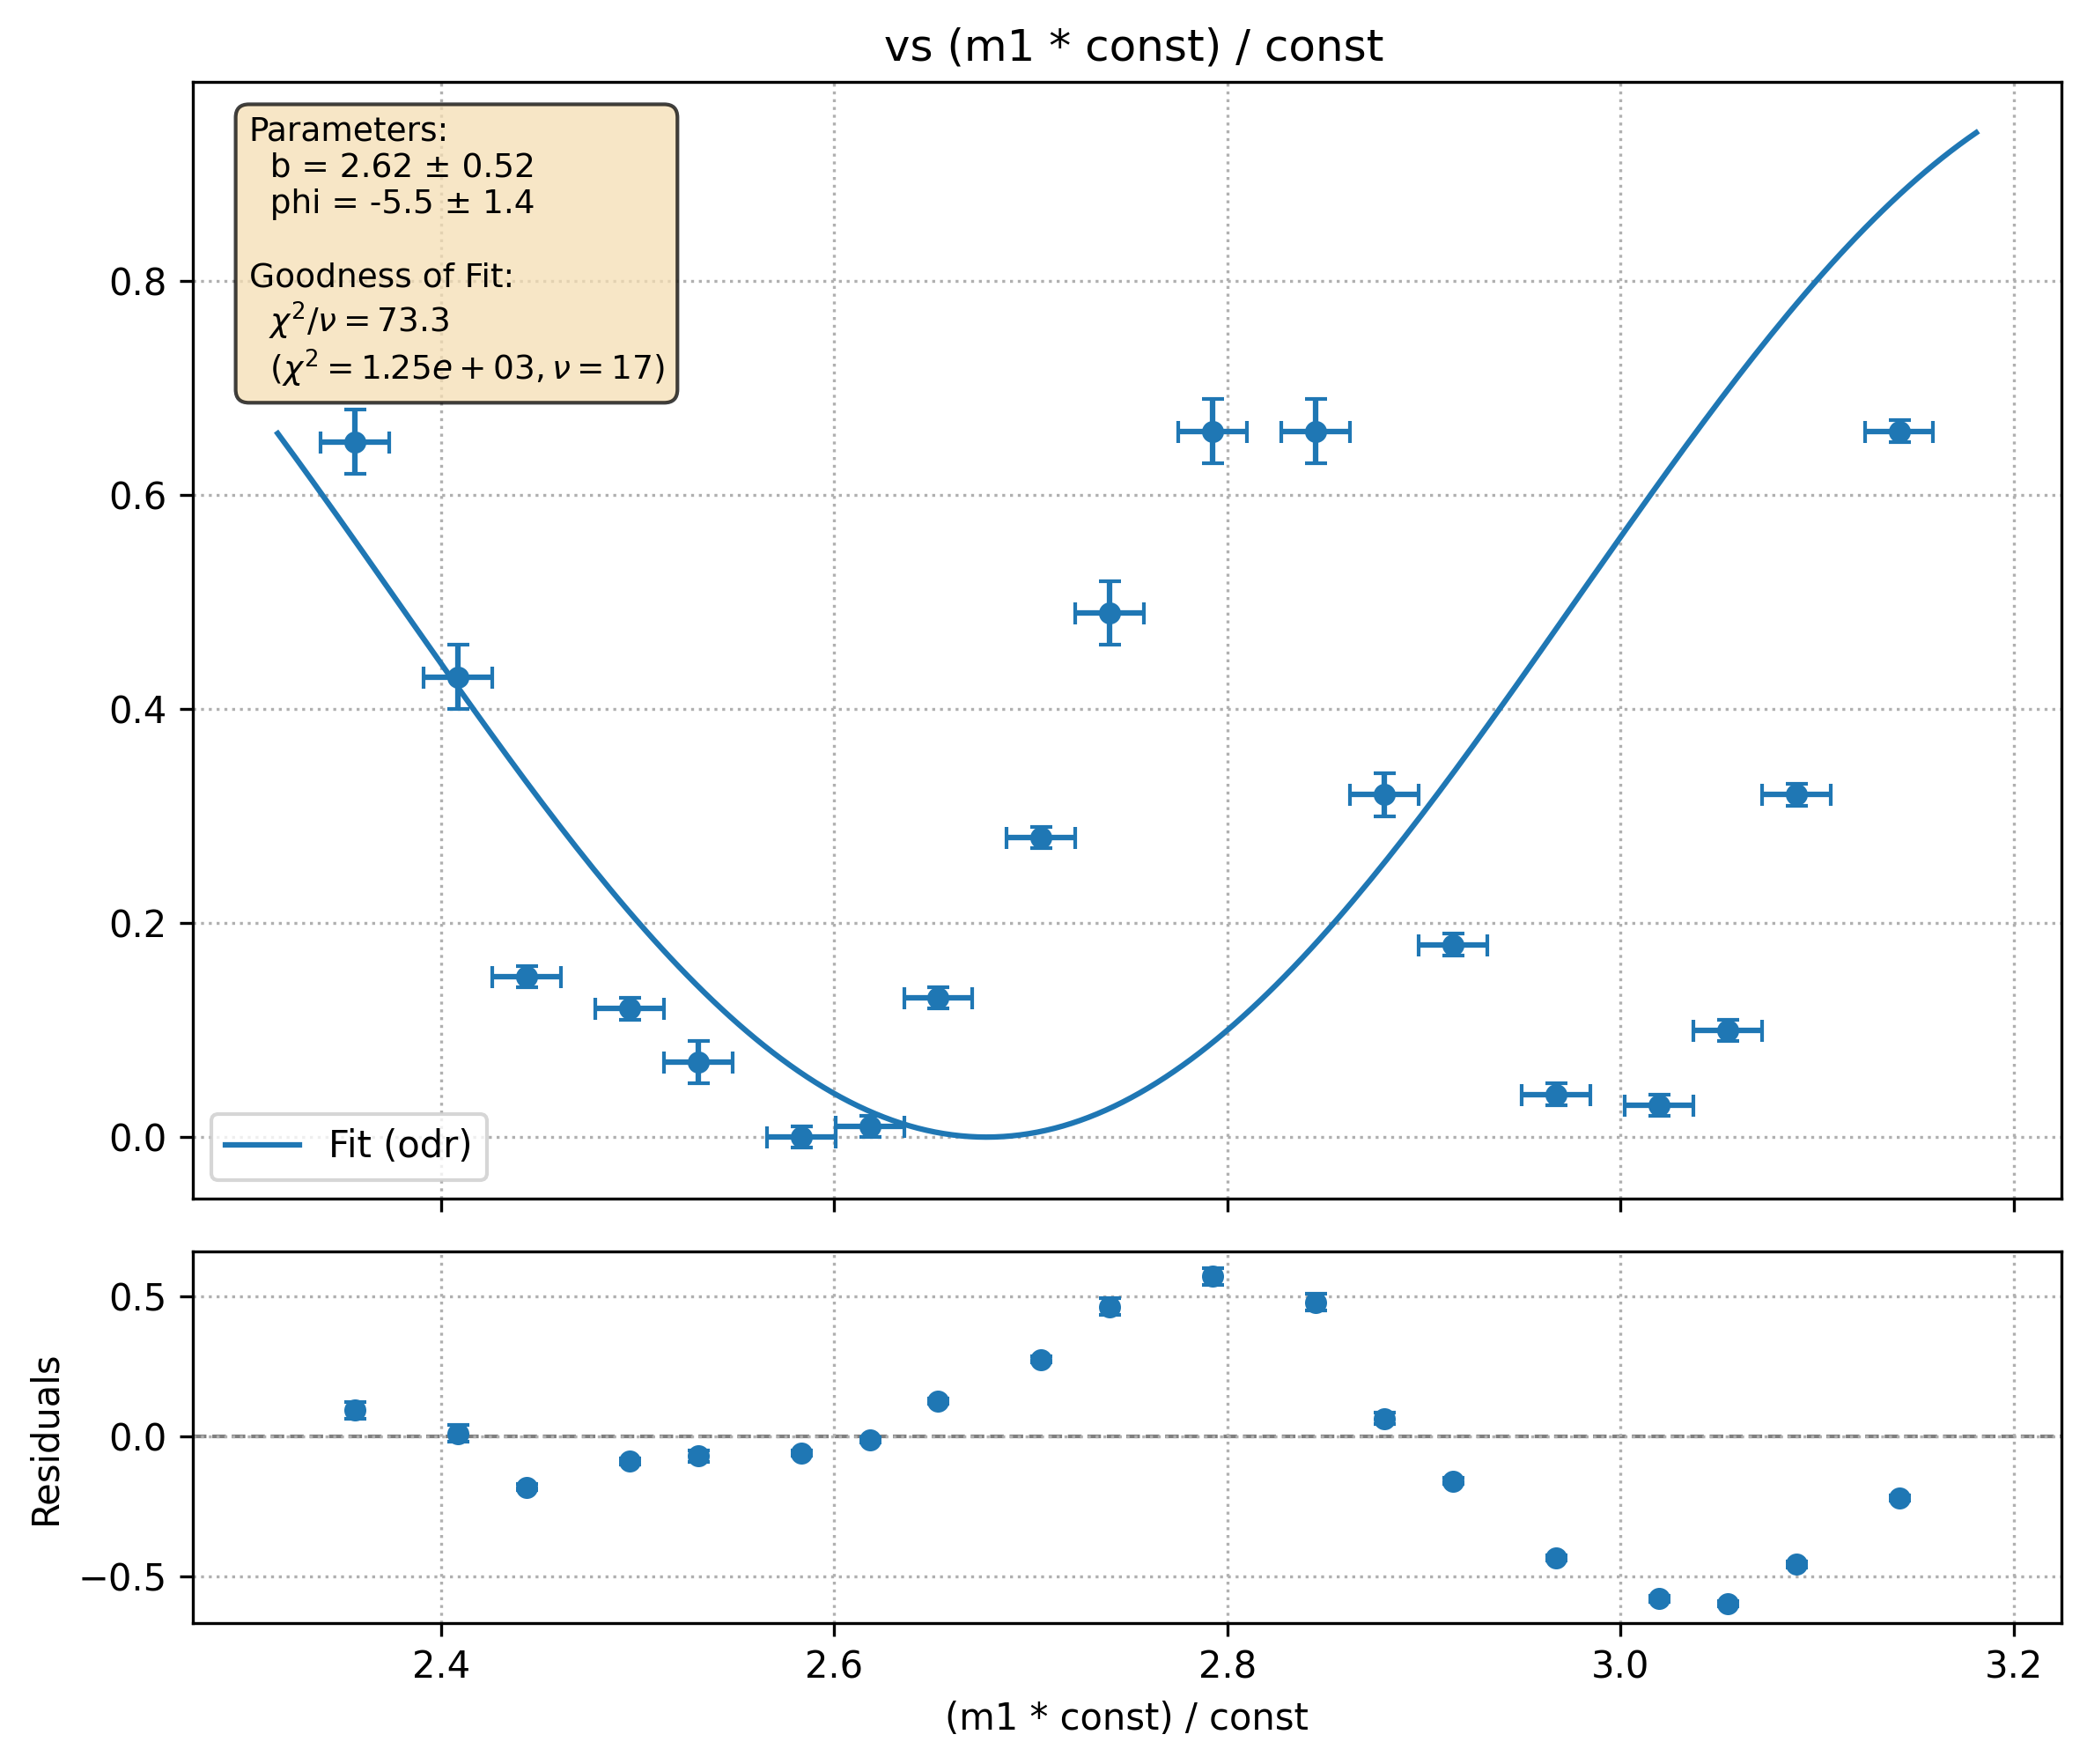 vs (m1 * const) / const
Parameters:
b = 2.62 ± 0.52
phi = -5.5 ± 1.4
Goodness of Fit:
χ²/ν = 73.3
(χ² = 1.25e + 03, ν = 17)
0.8
0.6
0.4
0.2
0.0
Fit (odr)
0.5
0.0
−0.5
Residuals
2.4 2.6 2.8 3.0 3.2
(m1 * const) / const